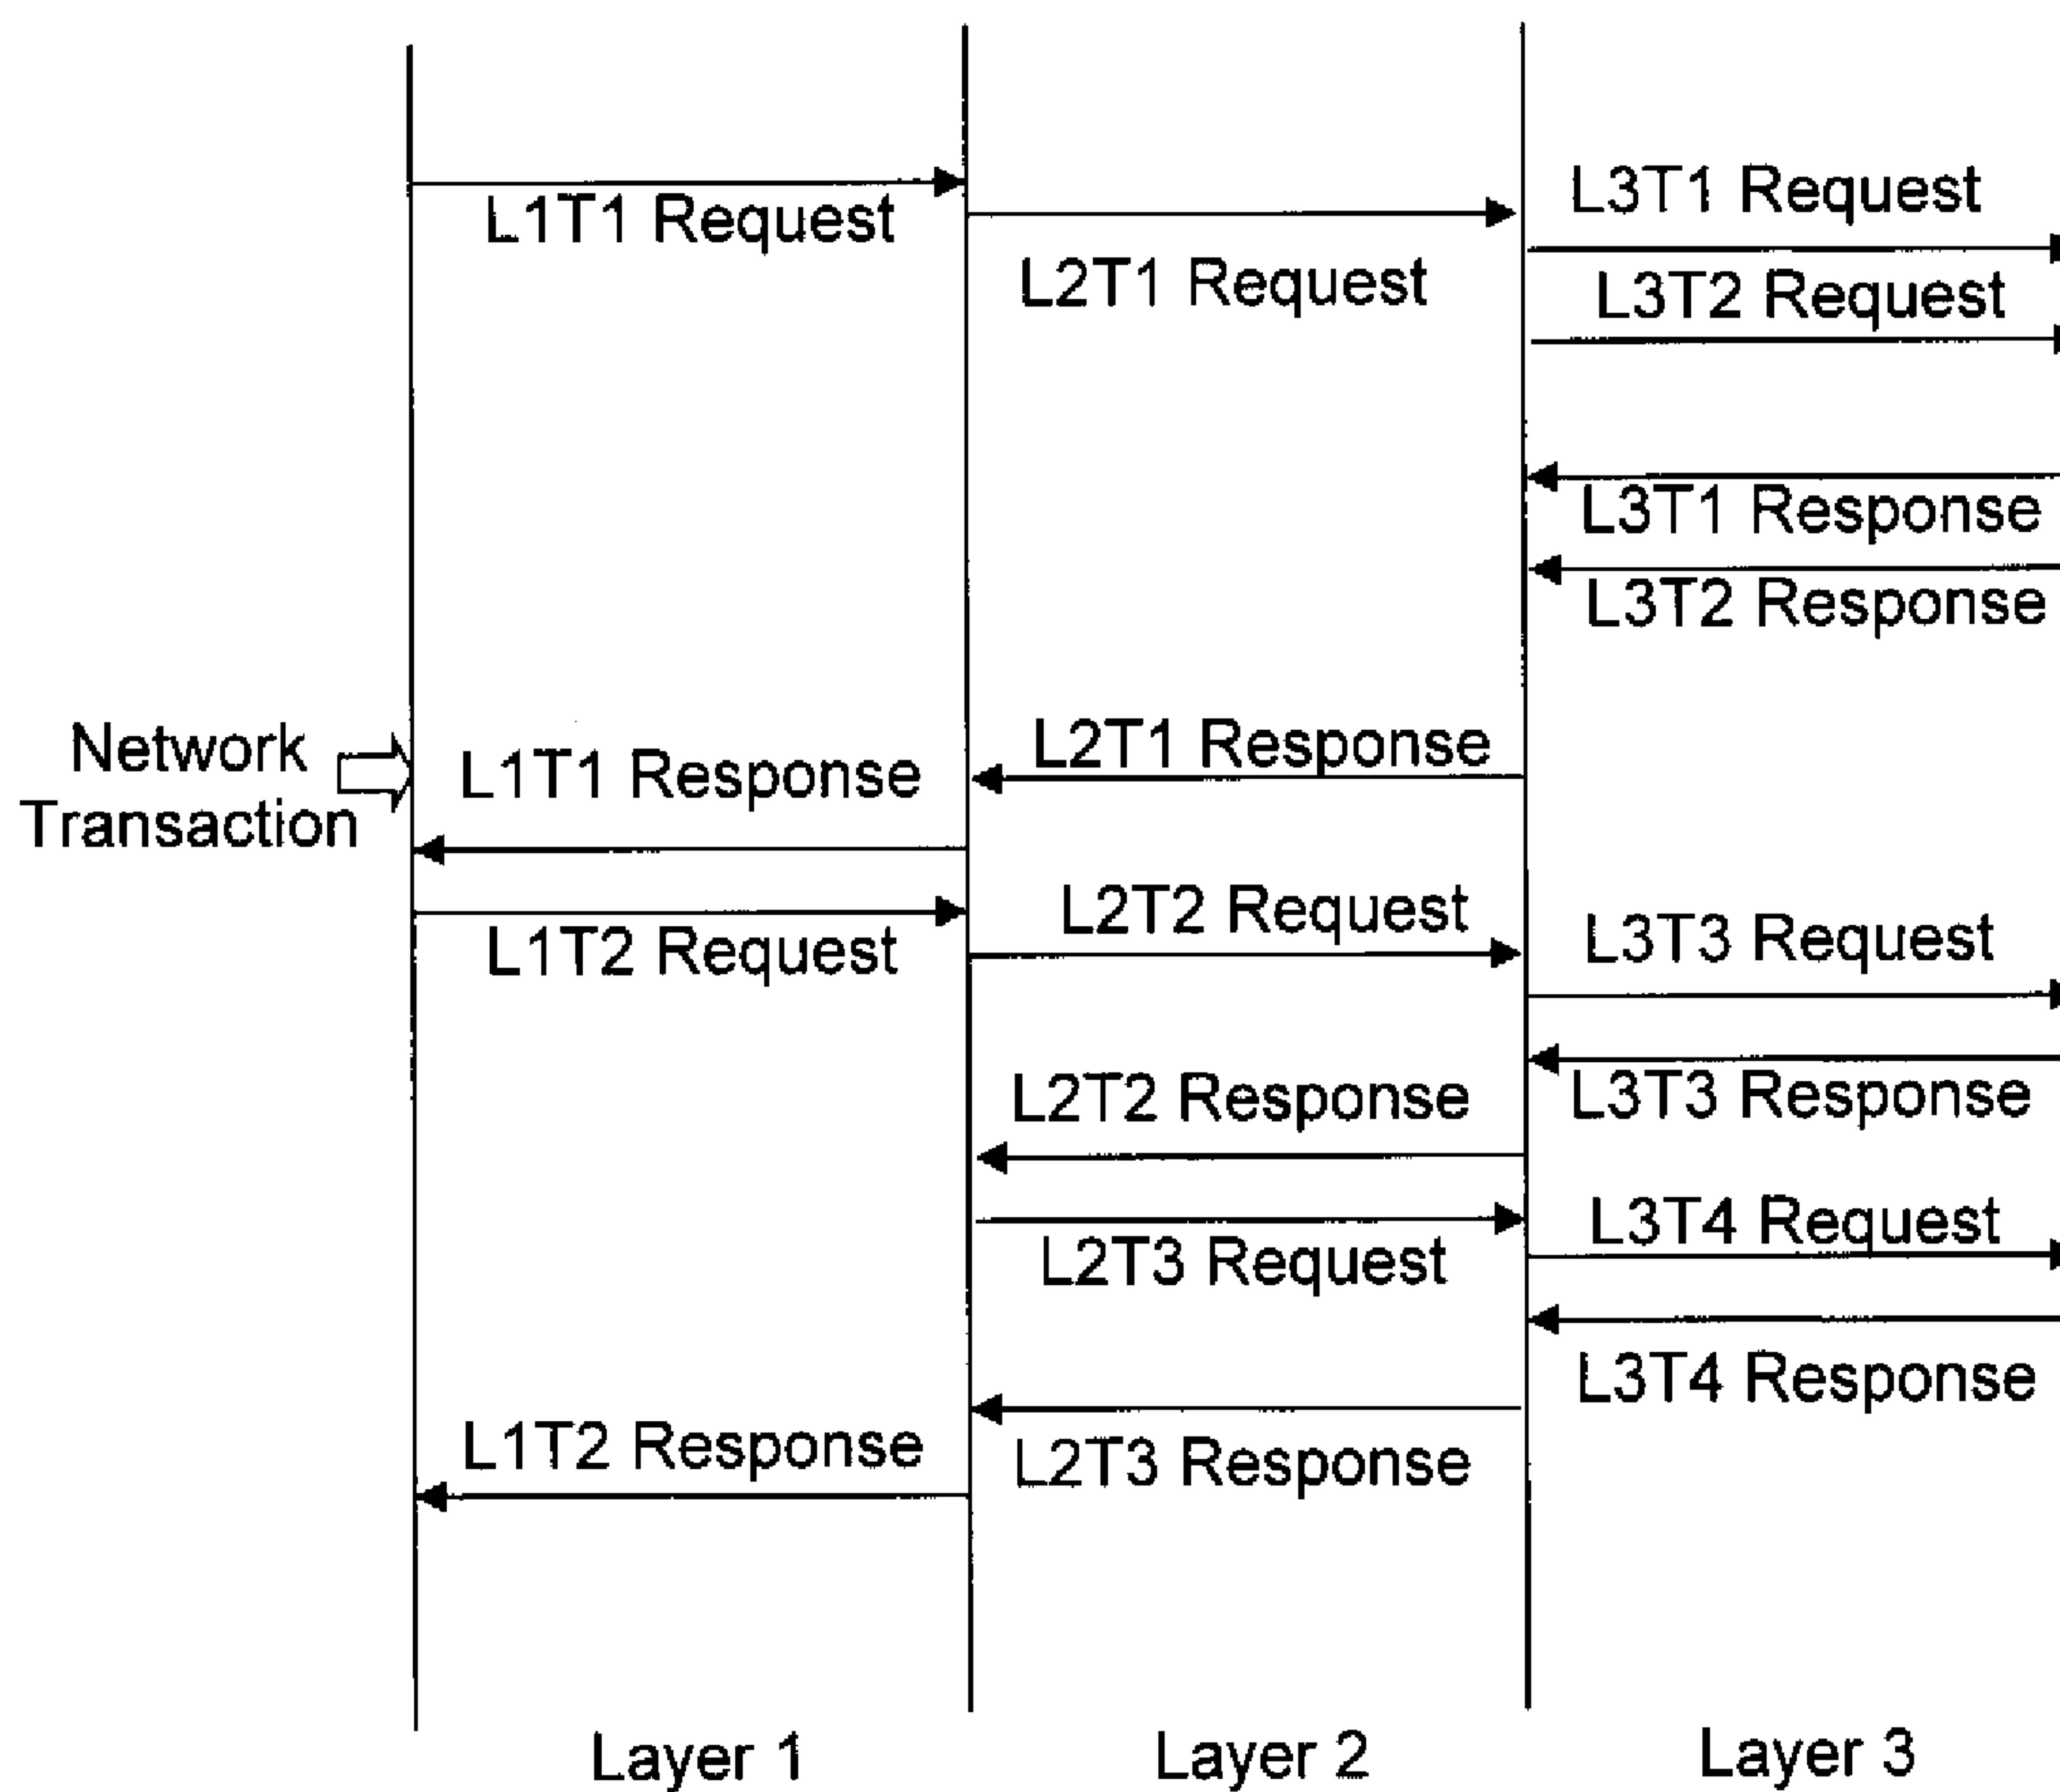 L3T1 Request
L1T1 Request
L2T1 Request
L3T2 Request
L3T1 Response
L3T2 Response
Network
Transaction
L2T1 Response
L1T1 Response
L2T2 Request
L1T2 Request
L3T3 Request
L2T2 Response
L3T3 Response
L3T4 Request
L2T3 Request
L3T4 Response
L1T2 Response
L2T3 Response
Layer 1
Layer 2
Layer 3